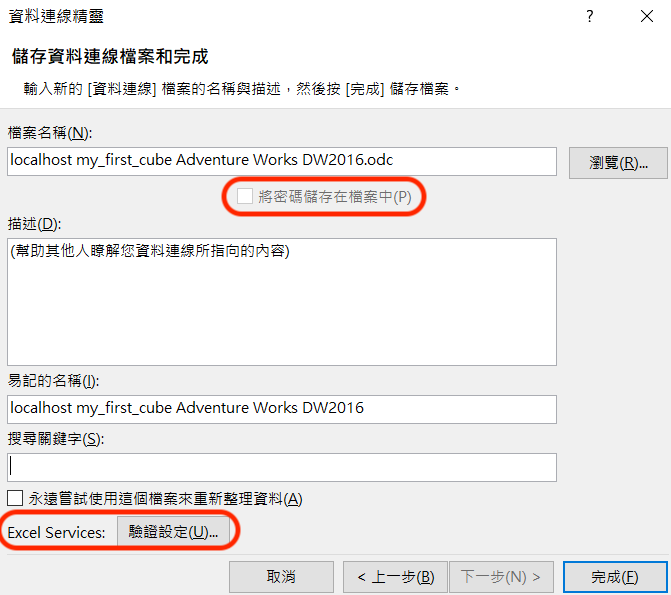 資料連線精靈
? ✕
儲存資料連線檔案和完成
輸入新的 [資料連線] 檔案的名稱與描述，然後按 [完成] 儲存檔案。
檔案名稱(N):
localhost my_first_cube Adventure Works DW2016.odc
瀏覽(R)...
將密碼儲存在檔案中(P)
描述(D):
(幫助其他人瞭解您資料連線所指向的內容)
易記的名稱(I):
localhost my_first_cube Adventure Works DW2016
搜尋關鍵字(S):
永遠嘗試使用這個檔案來重新整理資料(A)
Excel Services: 驗證設定(U)...
取消 < 上一步(B) 下一步(N) > 完成(F)